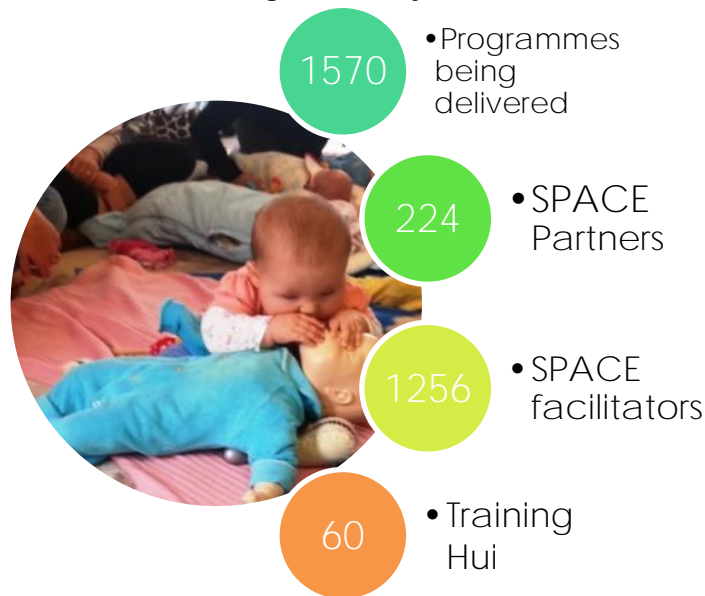 1570
•Programmes
being
delivered
224
•SPACE
Partners
1256
•SPACE
facilitators
60
•Training
Hui